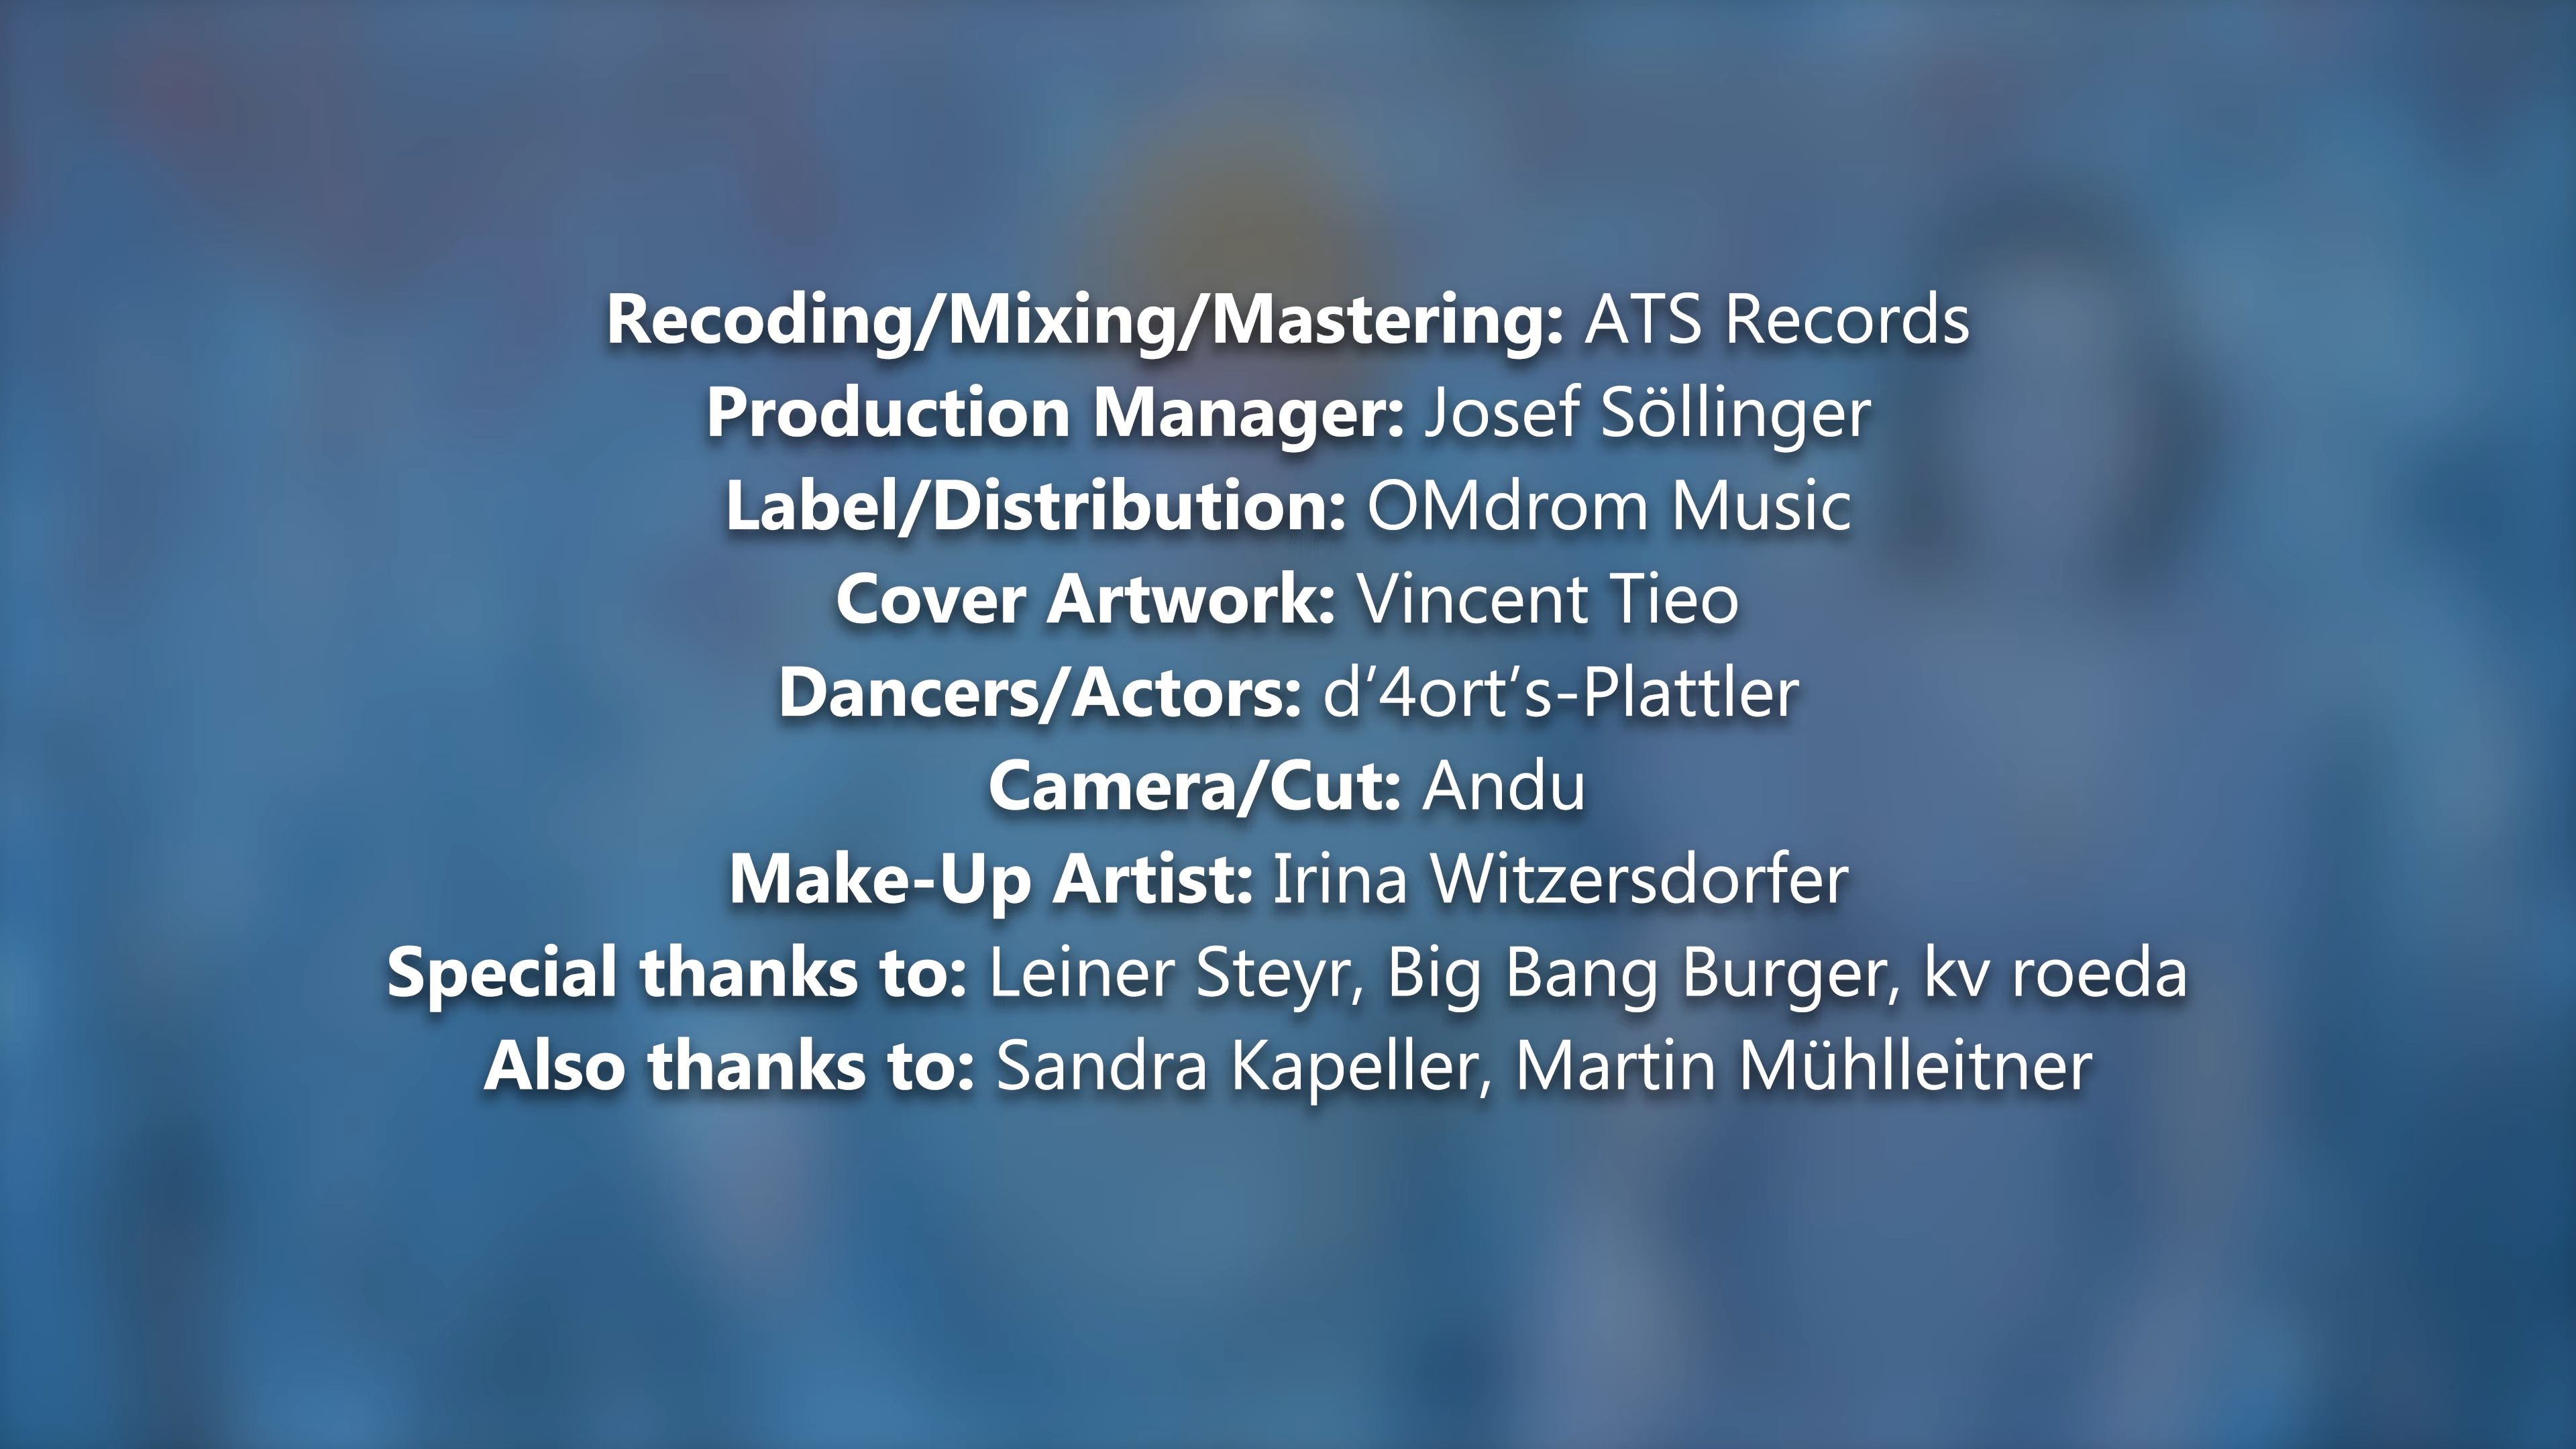 Recoding/Mixing/Mastering: ATS Records
Production Manager: Josef Söllinger
Label/Distribution: OMdrom Music
Cover Artwork: Vincent Tieo
Dancers/Actors: d’4ort’s-Plattler
Camera/Cut: Andu
Make-Up Artist: Irina Witzersdorfer
Special thanks to: Leiner Steyr, Big Bang Burger, kv roeda
Also thanks to: Sandra Kapeller, Martin Mühlleitner